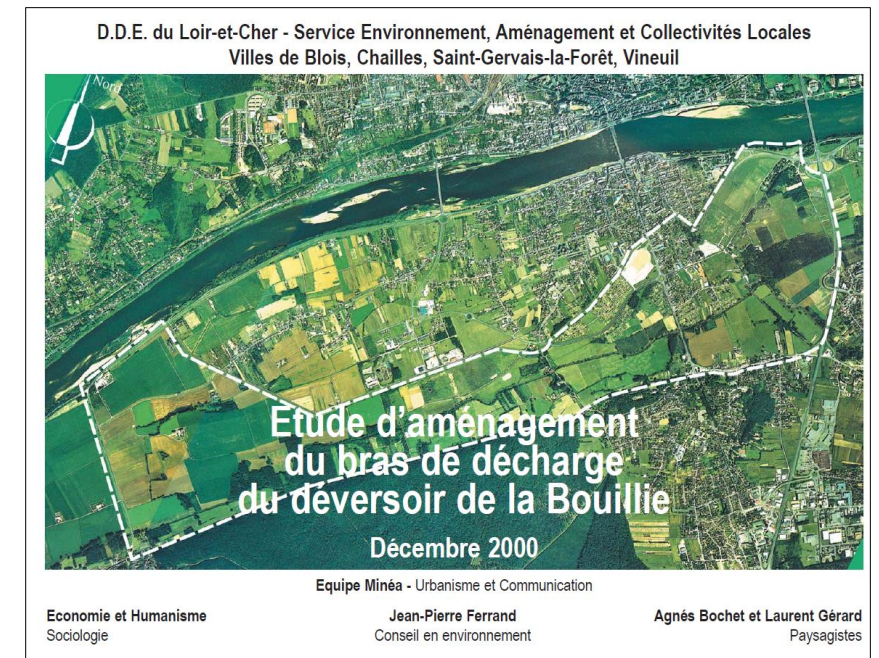 D.D.E. du Loir-et-Cher - Service Environnement, Aménagement et Collectivités Locales
Villes de Blois, Chailles, Saint-Gervais-la-Forêt, Vineuil
Nord
Etude d'aménagement
du bras de décharge
du déversoir de la Bouillie
Décembre 2000
Equipe Minéa - Urbanisme et Communication
Economie et Humanisme
Sociologie
Jean-Pierre Ferrand
Conseil en environnement
Agnés Bochet et Laurent Gérard
Paysagistes